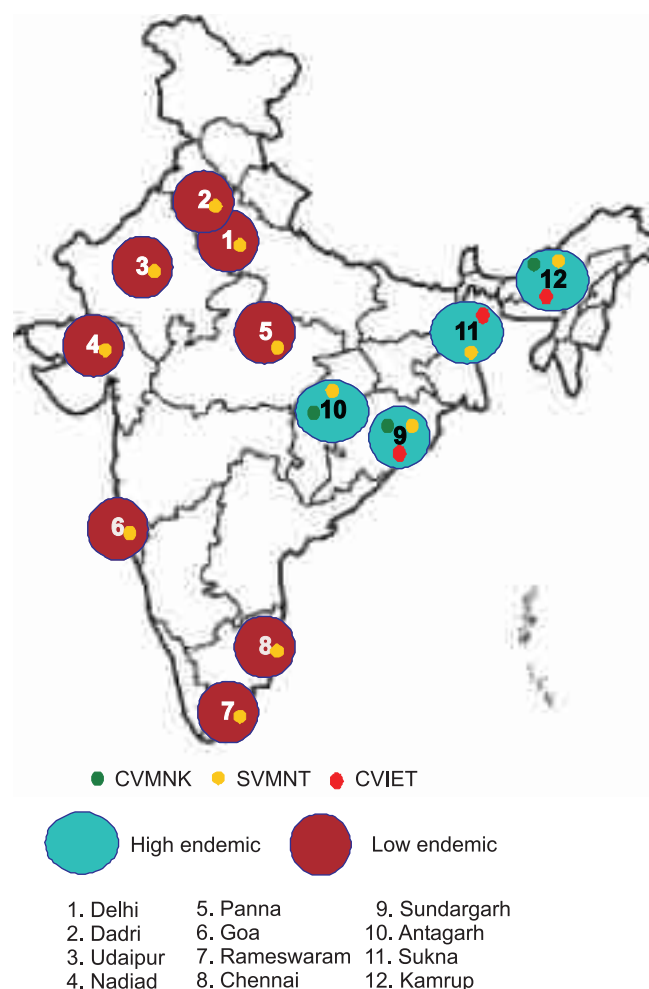 2
1
3
12
5
11
4
10
9
6
8
7
CVMNK SVMNT CVIET
High endemic Low endemic
1. Delhi 5. Panna 9. Sundargarh
2. Dadri 6. Goa 10. Antagarh
3. Udaipur 7. Rameswaram 11. Sukna
4. Nadiad 8. Chennai 12. Kamrup